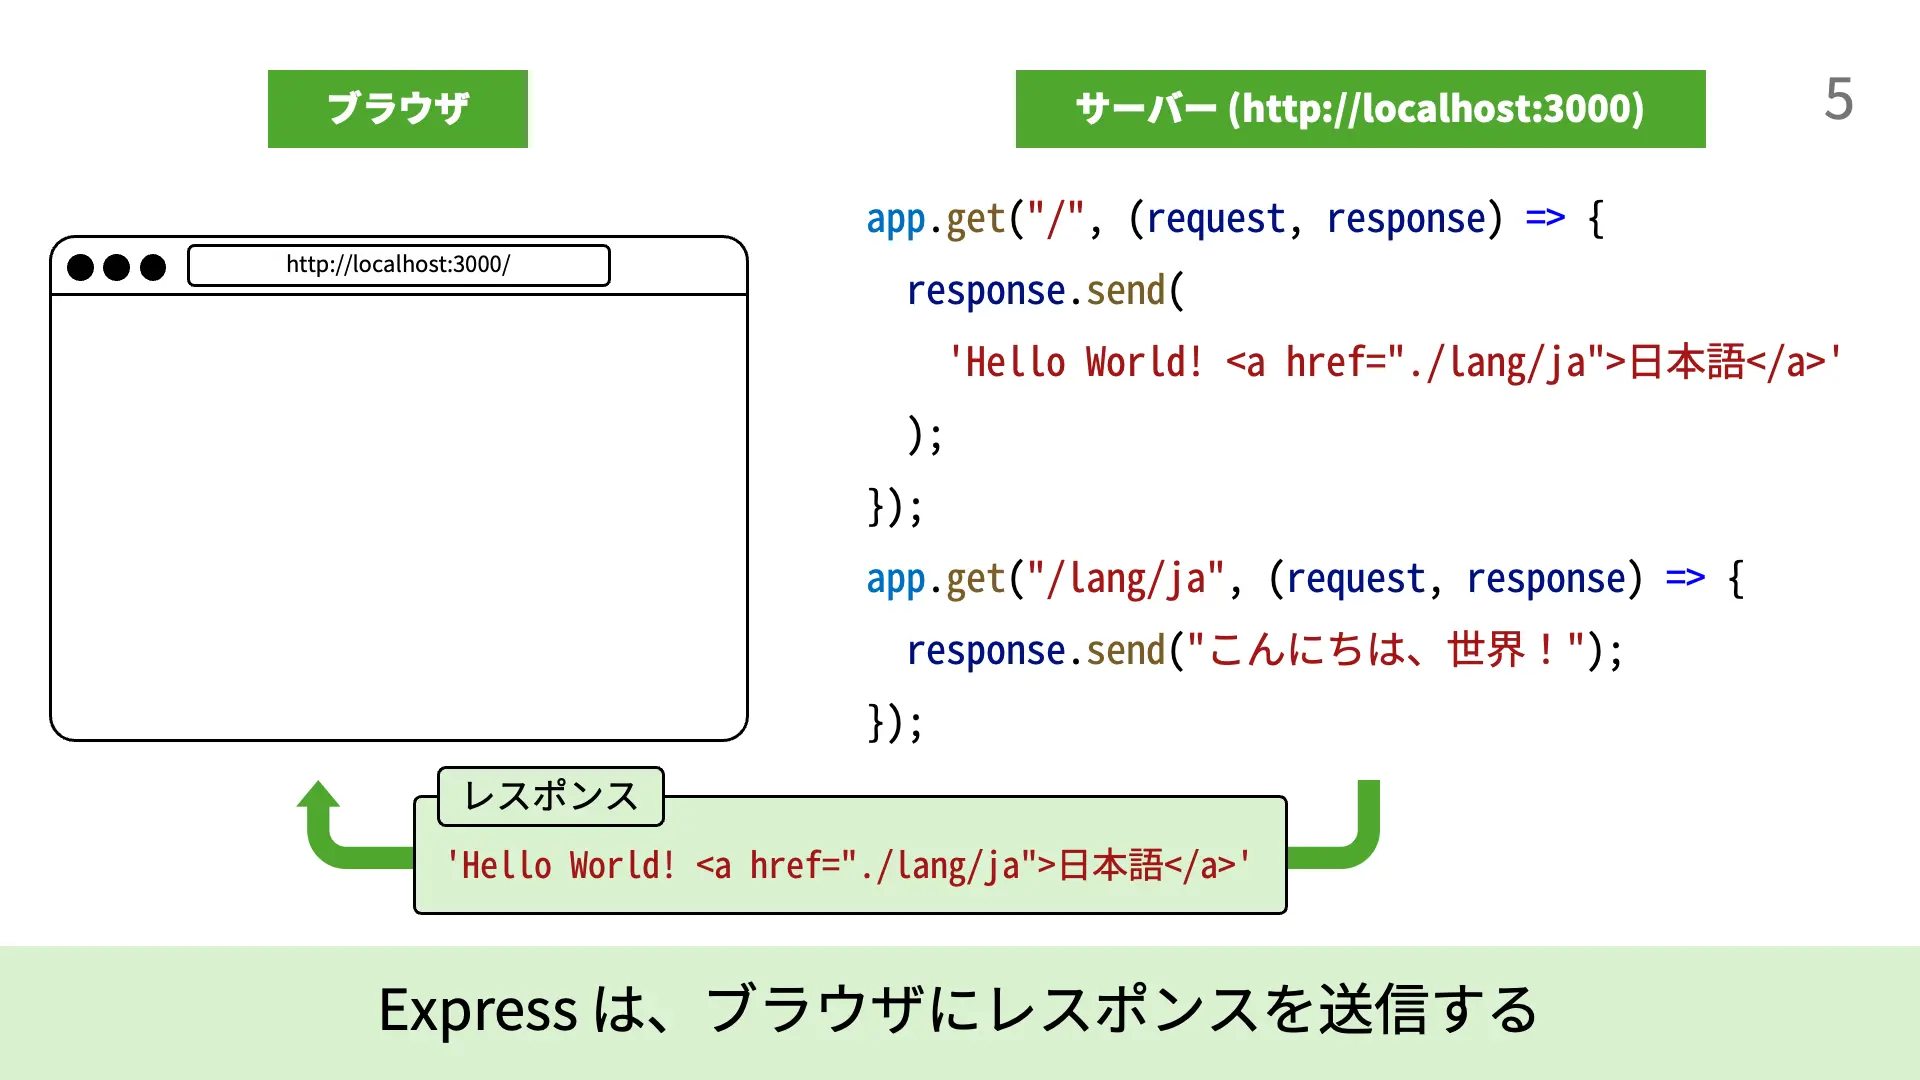 ブラウザ
サーバー (http://localhost:3000)
5
http://localhost:3000/
app.get("/", (request, response) => {
  response.send(
    'Hello World! <a href="./lang/ja">日本語</a>'
  );
});
app.get("/lang/ja", (request, response) => {
  response.send("こんにちは、世界！");
});
レスポンス
'Hello World! <a href="./lang/ja">日本語</a>'
Express は、ブラウザにレスポンスを送信する